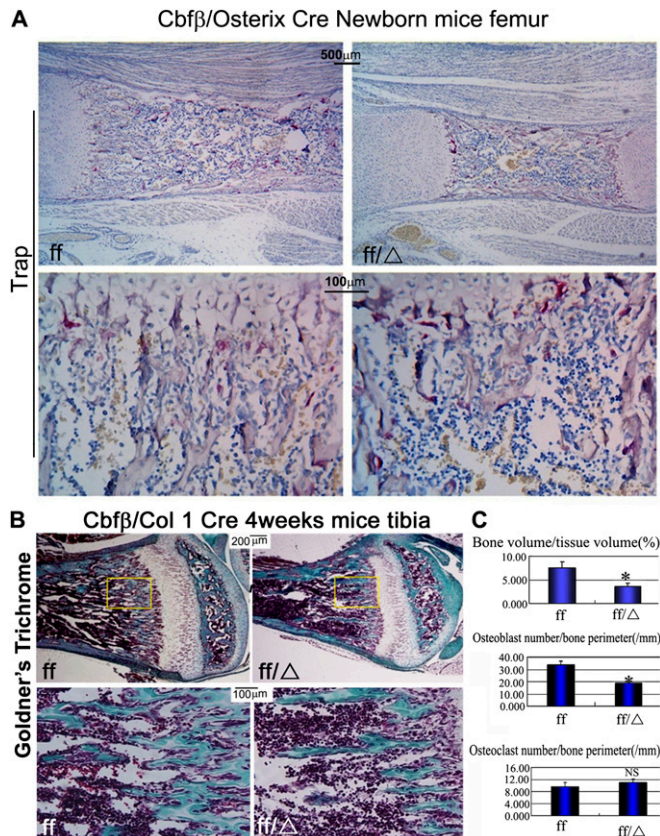 A
Cbfβ/Osterix Cre Newborn mice femur
500μm
Trap
ff
ff/△
100μm
B
Cbfβ/Col 1 Cre 4weeks mice tibia
200 μm
Goldner's Trichrome
ff
ff/△
100μm
ff
ff/△
C
Bone volume/tissue volume(%)
10.00
5.000
0.000
*
ff
ff/△
Osteoblast number/bone perimeter(/mm)
40.00
30.00
20.00
10.00
0.000
*
ff
ff/△
Osteoclast number/bone perimeter(/mm)
16.00
12.00
8.000
4.000
0.000
NS
ff
ff/△